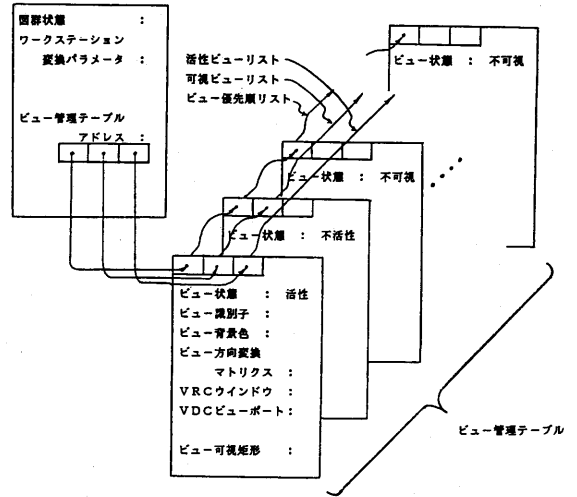 図群状態 :
ワークステーション
変換パラメータ :
ビュー管理テーブル
アドレス :
活性ビューリスト
可視ビューリスト
ビュー優先順リスト
ビュー状態 : 不可視
ビュー状態 : 不可視
ビュー状態 : 不活性
ビュー状態 : 活性
ビュー識別子 :
ビュー背景色 :
ビュー方向変換
マトリクス :
VRCウインドウ :
VDCビューポート :
ビュー可視矩形 :
ビュー管理テーブル